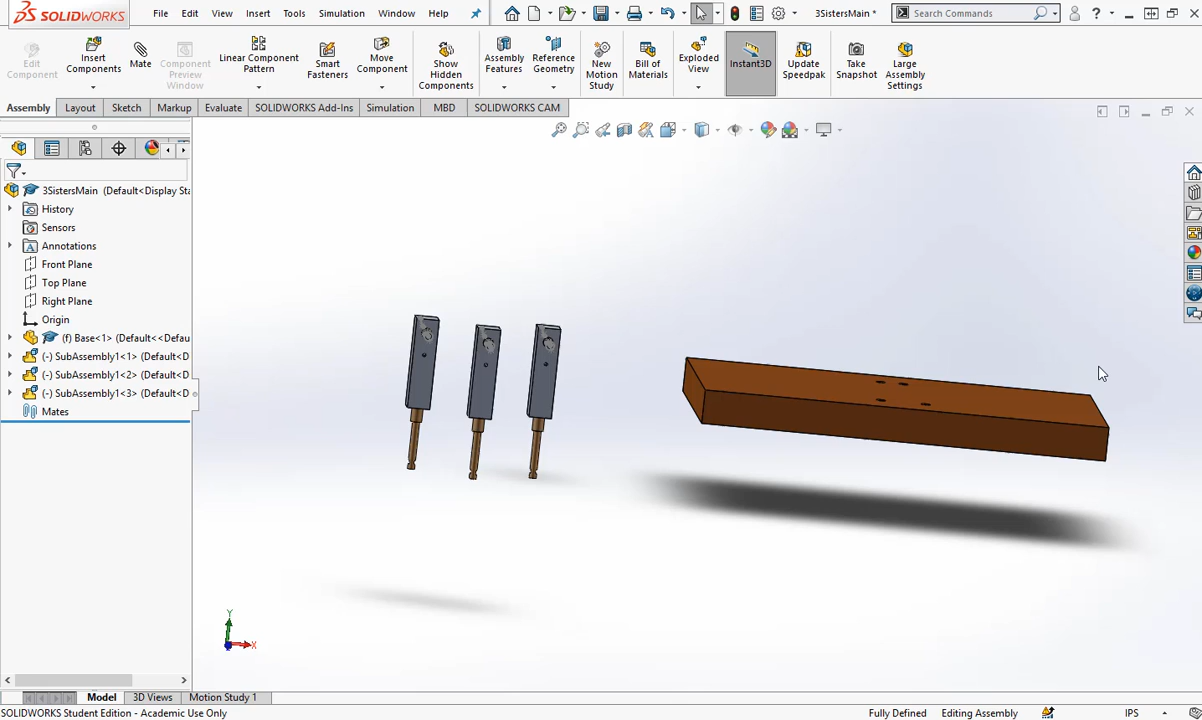 SOLIDWORKS File Edit View Insert Tools Simulation Window Help 3SistersMain * Search Commands ?
Edit Component
Insert Components
Mate
Component Preview Window
Linear Component Pattern
Smart Fasteners
Move Component
Show Hidden Components
Assembly Features
Reference Geometry
New Motion Study
Bill of Materials
Exploded View
Instant3D
Update Speedpak
Take Snapshot
Large Assembly Settings
Assembly Layout Sketch Markup Evaluate SOLIDWORKS Add-Ins Simulation MBD SOLIDWORKS CAM
3SistersMain (Default<Display Sta
History
Sensors
A Annotations
Front Plane
Top Plane
Right Plane
Origin
(f) Base<1> (Default<<Defau
(-) SubAssembly1<1> (Default<D
(-) SubAssembly1<2> (Default<D
(-) SubAssembly1<3> (Default<D
Mates
Y
X
Model 3D Views Motion Study 1
SOLIDWORKS Student Edition - Academic Use Only Fully Defined Editing Assembly IPS